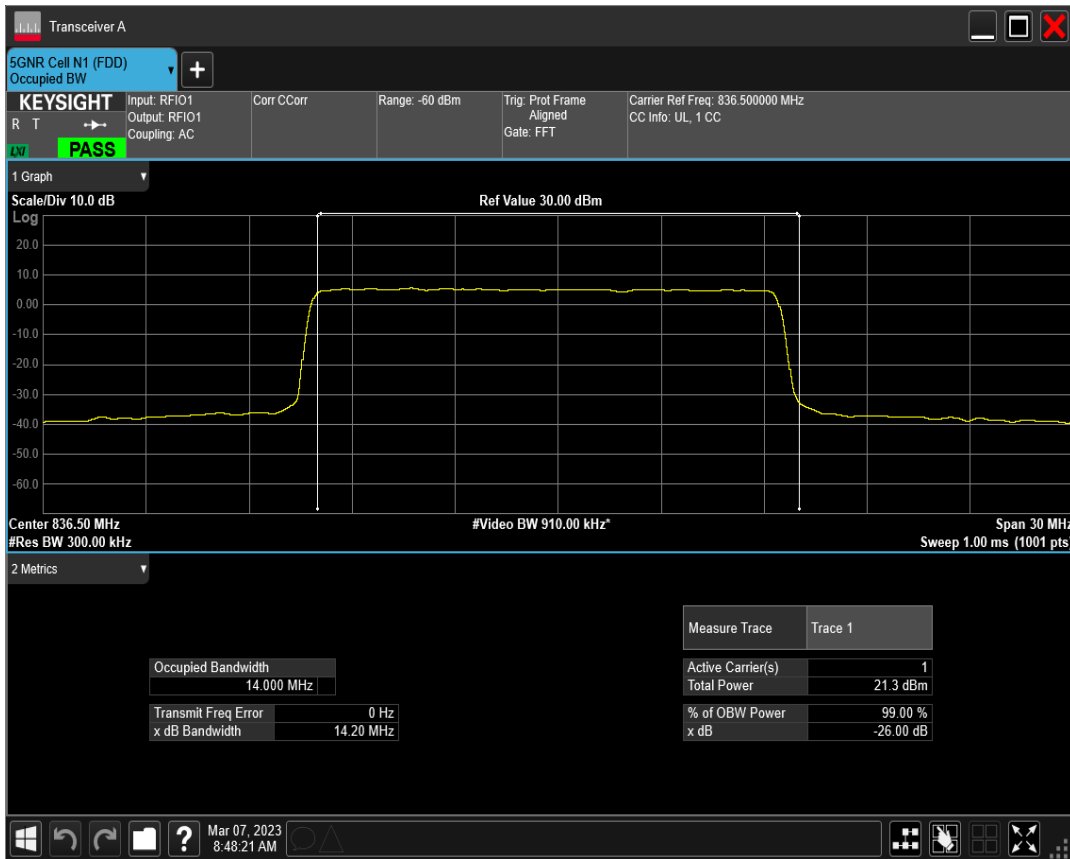 Transceiver A
5GNR Cell N1 (FDD)
Occupied BW
+
KEYSIGHT
R T
LXI
PASS
Input: RFIO1
Output: RFIO1
Coupling: AC
Corr CCorr
Range: -60 dBm
Trig: Prot Frame
Aligned
Gate: FFT
Carrier Ref Freq: 836.500000 MHz
CC Info: UL, 1 CC
1 Graph
Scale/Div 10.0 dB
Ref Value 30.00 dBm
Log
20.0
10.0
0.00
-10.0
-20.0
-30.0
-40.0
-50.0
-60.0
Center 836.50 MHz
#Video BW 910.00 kHz*
Span 30 MHz
#Res BW 300.00 kHz
Sweep 1.00 ms (1001 pts)
2 Metrics
Measure Trace Trace 1
Occupied Bandwidth
14.000 MHz
Transmit Freq Error 0 Hz
x dB Bandwidth 14.20 MHz
Active Carrier(s) 1
Total Power 21.3 dBm
% of OBW Power 99.00 %
x dB -26.00 dB
?
Mar 07, 2023
8:48:21 AM